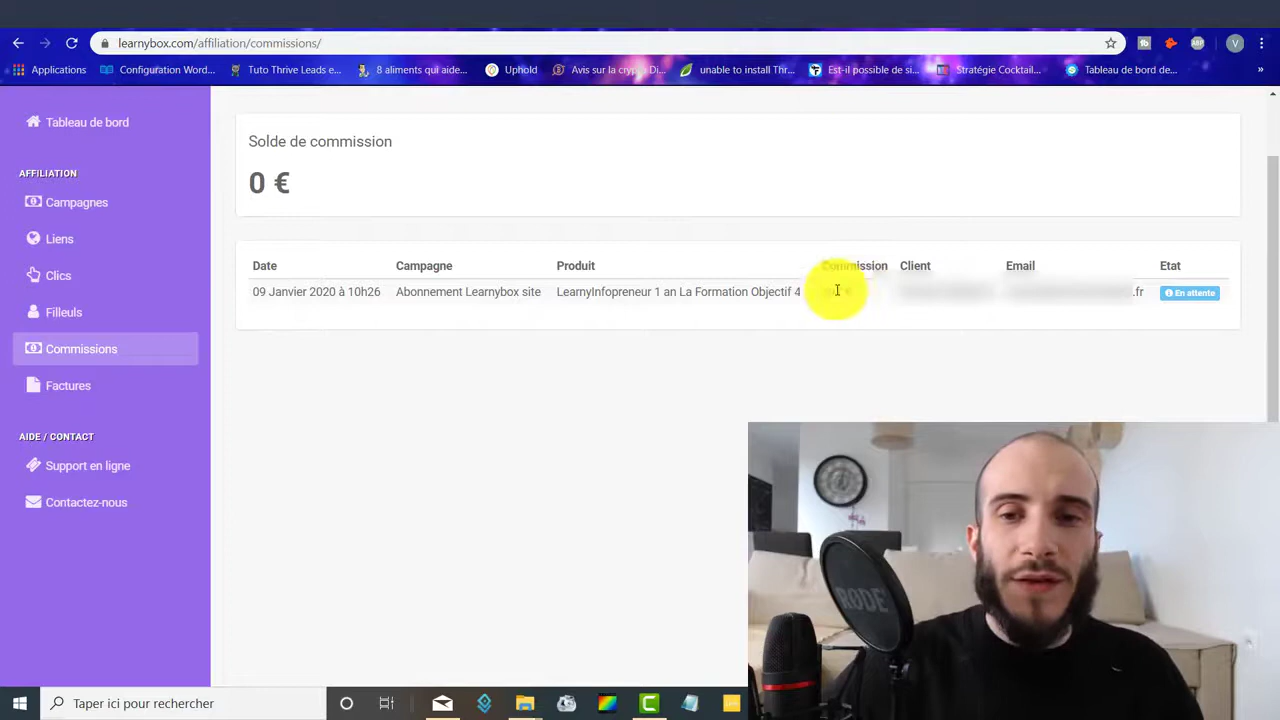 learnybox.com/affiliation/commissions/
V
Applications
Configuration Word...
Tuto Thrive Leads e...
8 aliments qui aide...
Uphold
Avis sur la crypto Di...
unable to install Thr...
Est-il possible de si...
Stratégie Cocktail...
Tableau de bord de...
»
Tableau de bord
AFFILIATION
Campagnes
Liens
Clics
Filleuls
Commissions
Factures
AIDE / CONTACT
Support en ligne
Contactez-nous
Solde de commission
0 €
Date Campagne Produit Commission Client Email Etat
09 Janvier 2020 à 10h26 Abonnement Learnybox site LearnyInfopreneur 1 an La Formation Objectif 4 .fr En attente
RODE
Taper ici pour rechercher